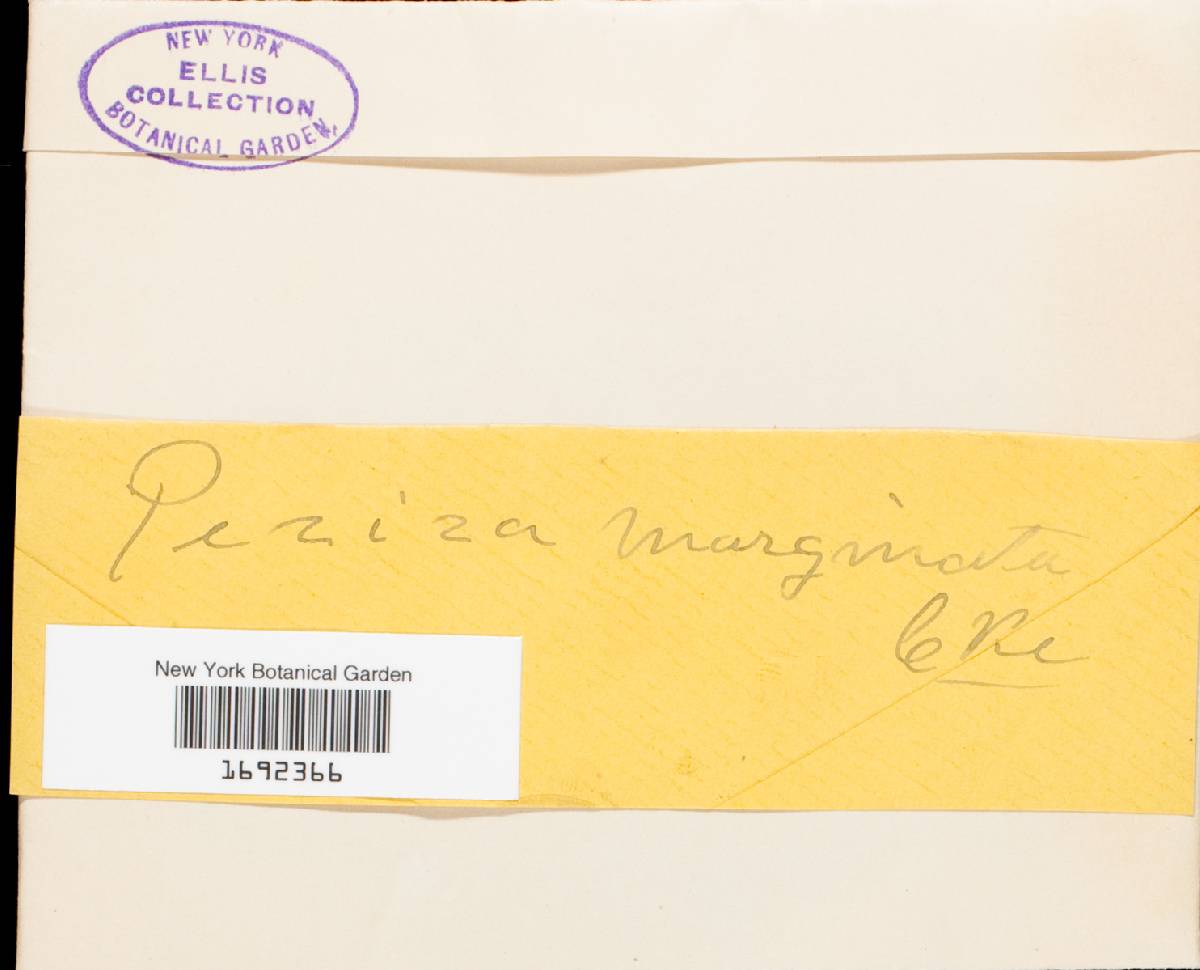 NEW YORK
ELLIS
COLLECTION
BOTANICAL GARDEN.
Peziza marginata
Cke
New York Botanical Garden
1692366